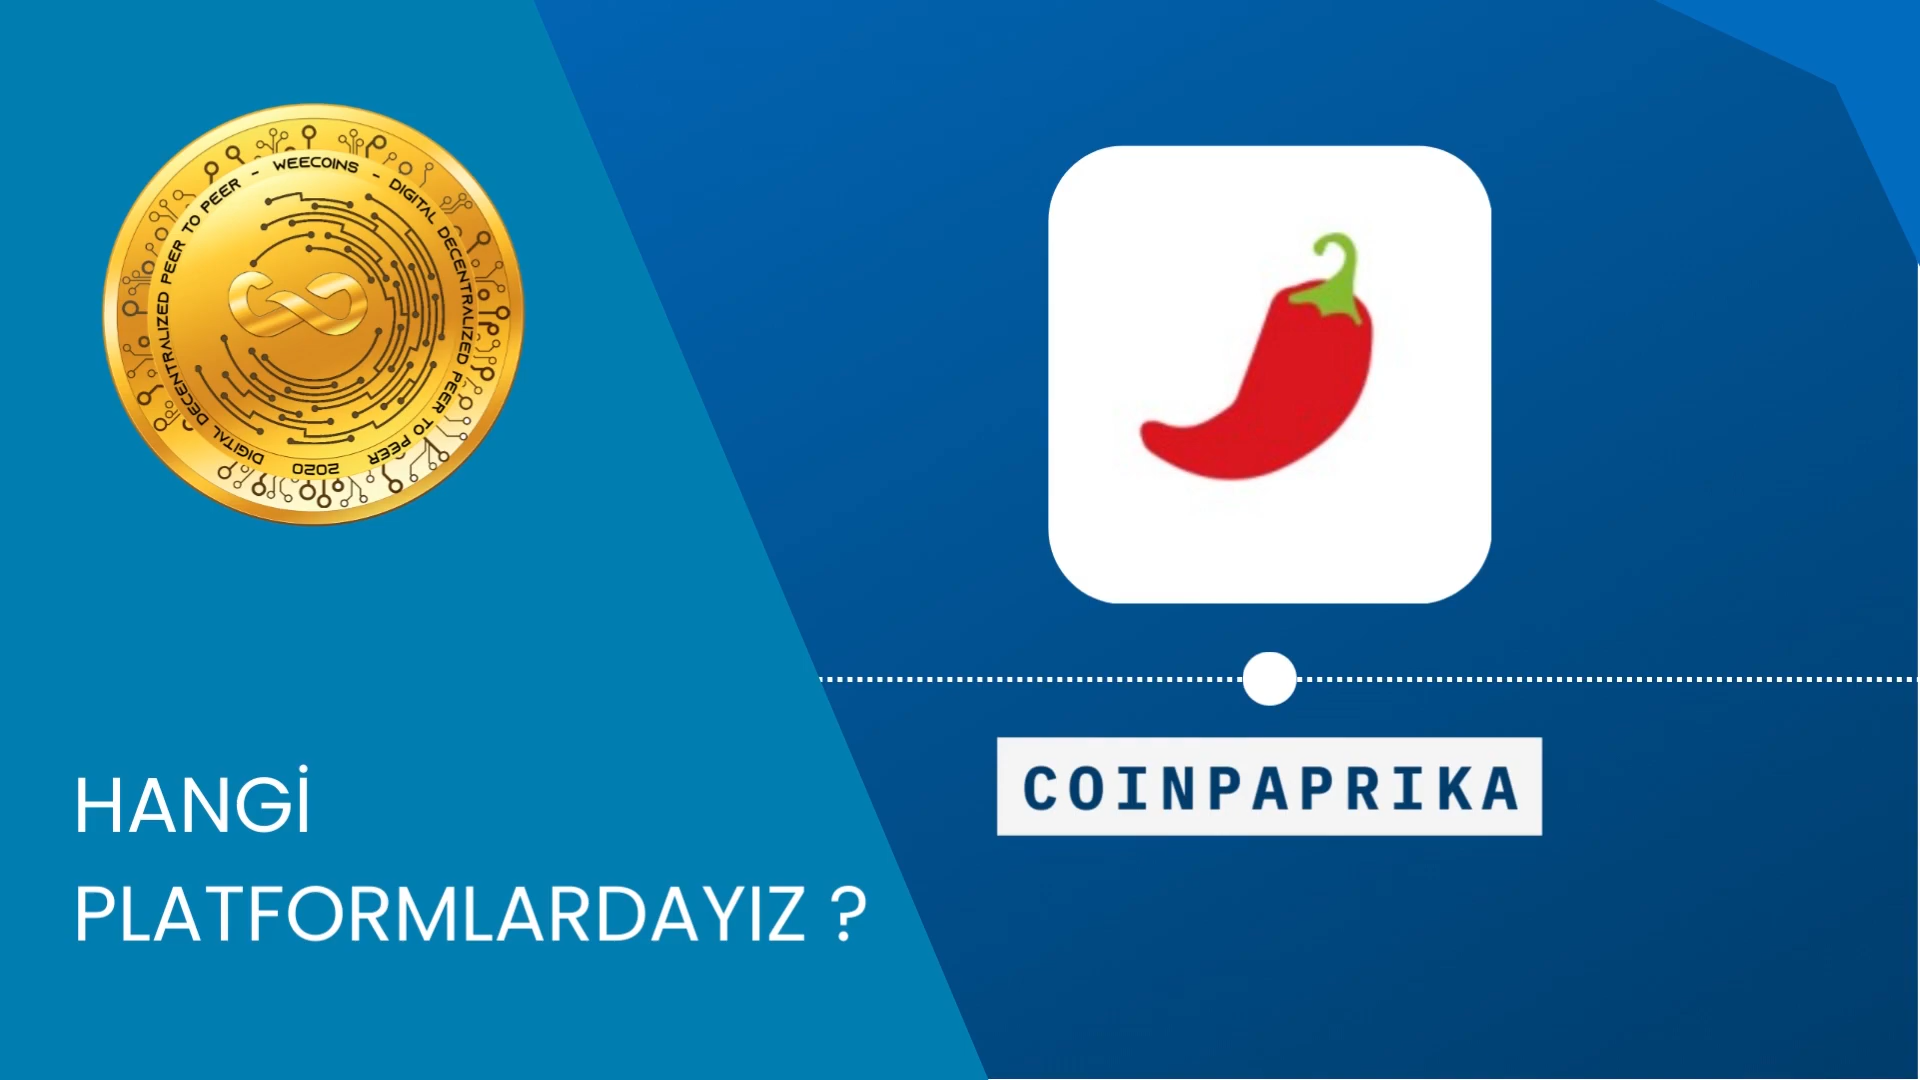 WEECOINS - DIGITAL DECENTRALIZED PEER TO PEER
2020
DIGITAL DECENTRALIZED PEER TO PEER -
COINPAPRIKA
HANGİ
PLATFORMLARDAYIZ ?